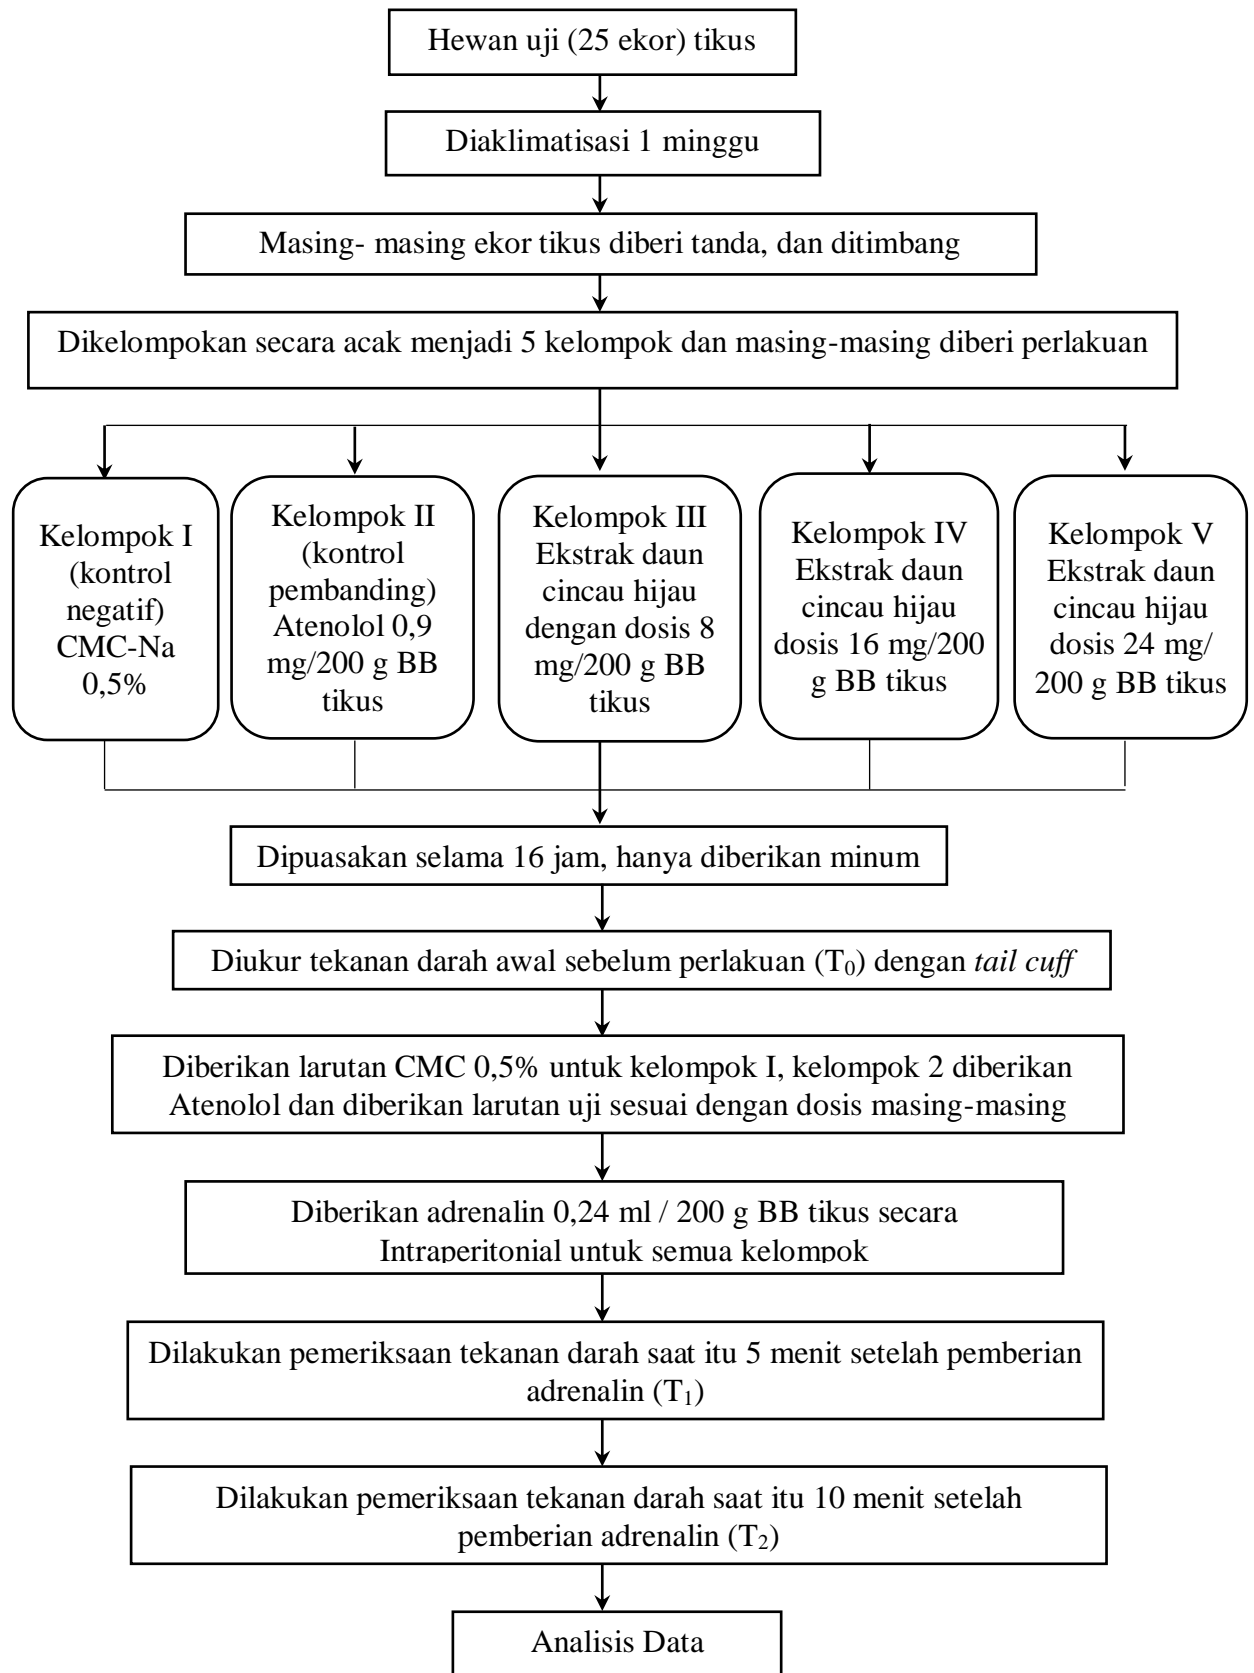 Hewan uji (25 ekor) tikus
Diaklimatisasi 1 minggu
Masing- masing ekor tikus diberi tanda, dan ditimbang
Dikelompokan secara acak menjadi 5 kelompok dan masing-masing diberi perlakuan
Kelompok I
(kontrol
negatif)
CMC-Na
0,5%
Kelompok II
(kontrol
pembanding)
Atenolol 0,9
mg/200 g BB
tikus
Kelompok III
Ekstrak daun
cincau hijau
dengan dosis 8
mg/200 g BB
tikus
Kelompok IV
Ekstrak daun
cincau hijau
dosis 16 mg/200
g BB tikus
Kelompok V
Ekstrak daun
cincau hijau
dosis 24 mg/
200 g BB tikus
Dipuasakan selama 16 jam, hanya diberikan minum
Diukur tekanan darah awal sebelum perlakuan (T₀) dengan tail cuff
Diberikan larutan CMC 0,5% untuk kelompok I, kelompok 2 diberikan
Atenolol dan diberikan larutan uji sesuai dengan dosis masing-masing
Diberikan adrenalin 0,24 ml / 200 g BB tikus secara
Intraperitonial untuk semua kelompok
Dilakukan pemeriksaan tekanan darah saat itu 5 menit setelah pemberian
adrenalin (T₁)
Dilakukan pemeriksaan tekanan darah saat itu 10 menit setelah
pemberian adrenalin (T₂)
Analisis Data